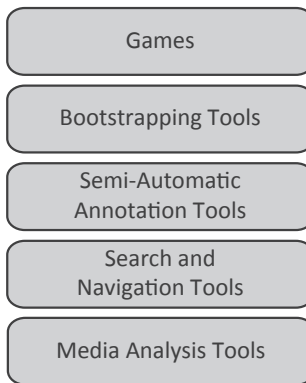 Games
Bootstrapping Tools
Semi-Automatic
Annotation Tools
Search and
Navigation Tools
Media Analysis Tools